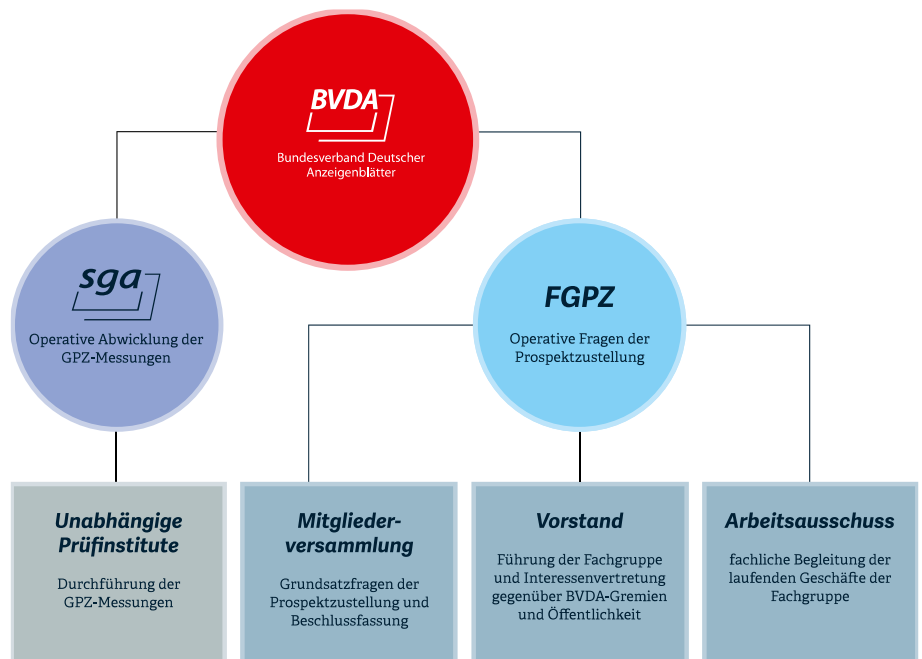 BVDA
Bundesverband Deutscher
Anzeigenblätter
sga
Operative Abwicklung der
GPZ-Messungen
FGPZ
Operative Fragen der
Prospektzustellung
Unabhängige
Prüfinstitute
Durchführung der
GPZ-Messungen
Mitglieder-
versammlung
Grundsatzfragen der
Prospektzustellung und
Beschlussfassung
Vorstand
Führung der Fachgruppe
und Interessenvertretung
gegenüber BVDA-Gremien
und Öffentlichkeit
Arbeitsausschuss
fachliche Begleitung der
laufenden Geschäfte der
Fachgruppe